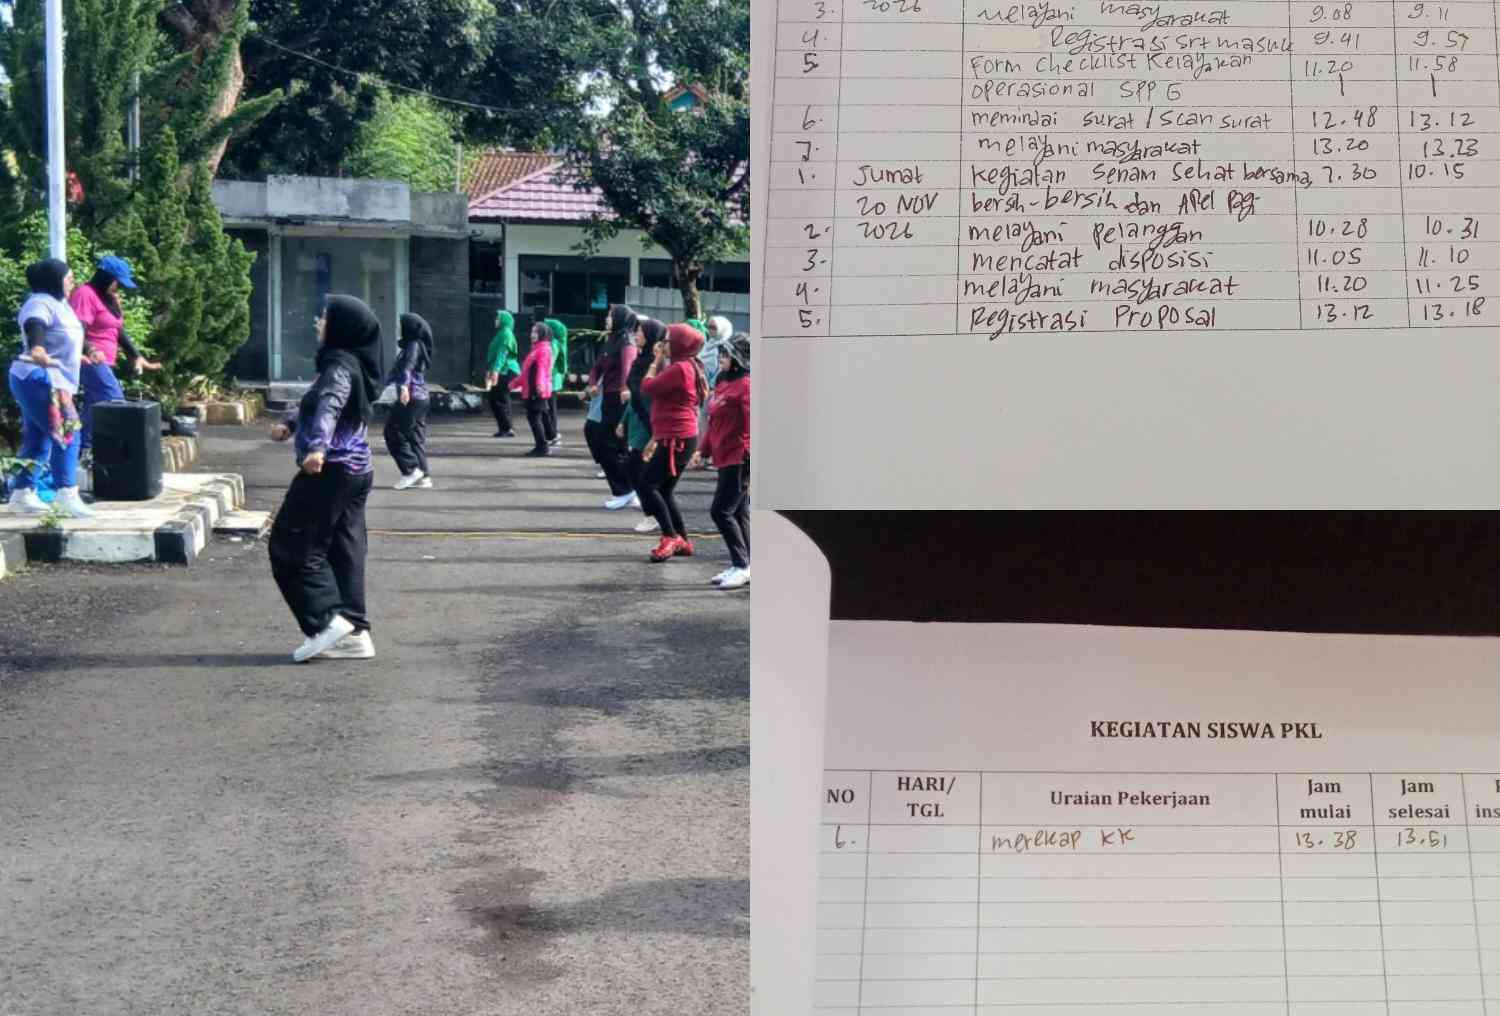 3. 2026 melayani masyarakat 9.08 9.11
4. Registrasi srt masuk 9.41 9.57
5 Form Checklist Kelayakan 11.20 11.58
operasional SPPG
6. memindai surat / scan surat 12.48 13.12
7. melayani masyarakat 13.20 13.23
1. Jumat kegiatan Senam Sehat bersama, 7.30 10.15
20 NOV bersih-bersih dan APel Pagi
2. 2026 melayani pelanggan 10.28 10.31
3. mencatat disposisi 11.05 11.10
4. melayani masyarakat 11.20 11.25
5. Registrasi Proposal 13.12 13.18
KEGIATAN SISWA PKL
NO HARI/ TGL Uraian Pekerjaan Jam mulai Jam selesai
6. merekap KK 13.38 13.51